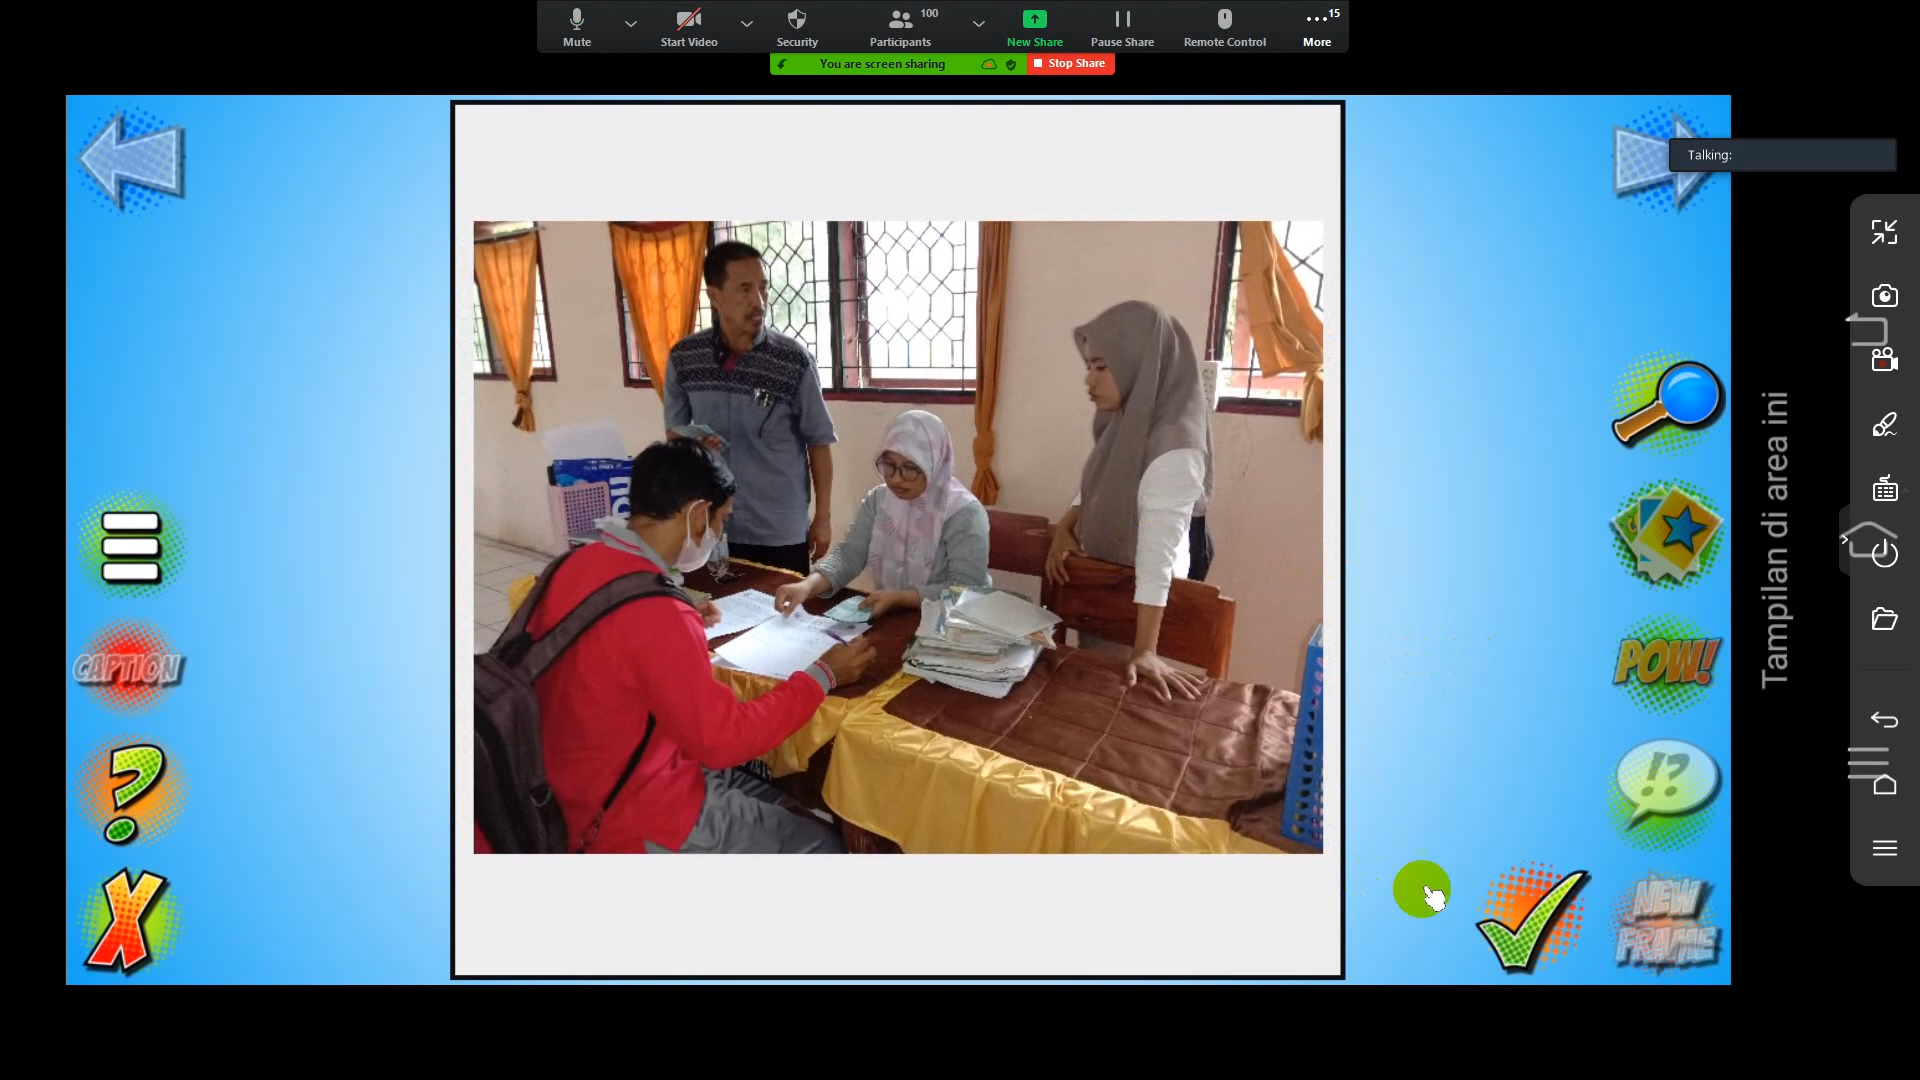 100
15
Mute
Start Video
Security
Participants
New Share
Pause Share
Remote Control
More
You are screen sharing
Stop Share
Talking:
CAPTION
?
X
POW!
!?
NEW
FRAME
Tampilan di area ini